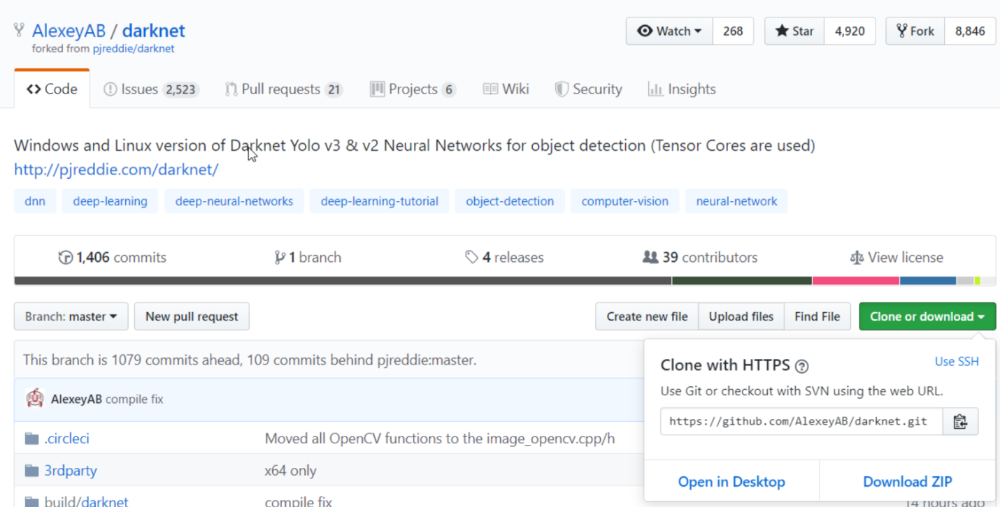 AlexeyAB / darknet
Watch 268 Star 4,920 Fork 8,846
forked from pjreddie/darknet
Code Issues 2,523 Pull requests 21 Projects 6 Wiki Security Insights
Windows and Linux version of Darknet Yolo v3 & v2 Neural Networks for object detection (Tensor Cores are used)
http://pjreddie.com/darknet/
dnn deep-learning deep-neural-networks deep-learning-tutorial object-detection computer-vision neural-network
1,406 commits 1 branch 4 releases 39 contributors View license
Branch: master New pull request Create new file Upload files Find File Clone or download
This branch is 1079 commits ahead, 109 commits behind pjreddie:master.
AlexeyAB compile fix
.circleci Moved all OpenCV functions to the image_opencv.cpp/h
3rdparty x64 only
build/darknet compile fix
Clone with HTTPS ? Use SSH
Use Git or checkout with SVN using the web URL.
https://github.com/AlexeyAB/darknet.git
Open in Desktop Download ZIP
14 hours ago